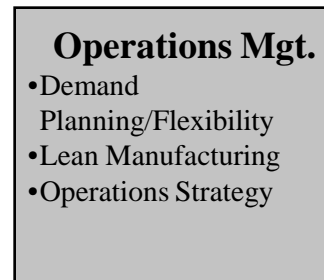 Operations Mgt.
•Demand
Planning/Flexibility
•Lean Manufacturing
•Operations Strategy